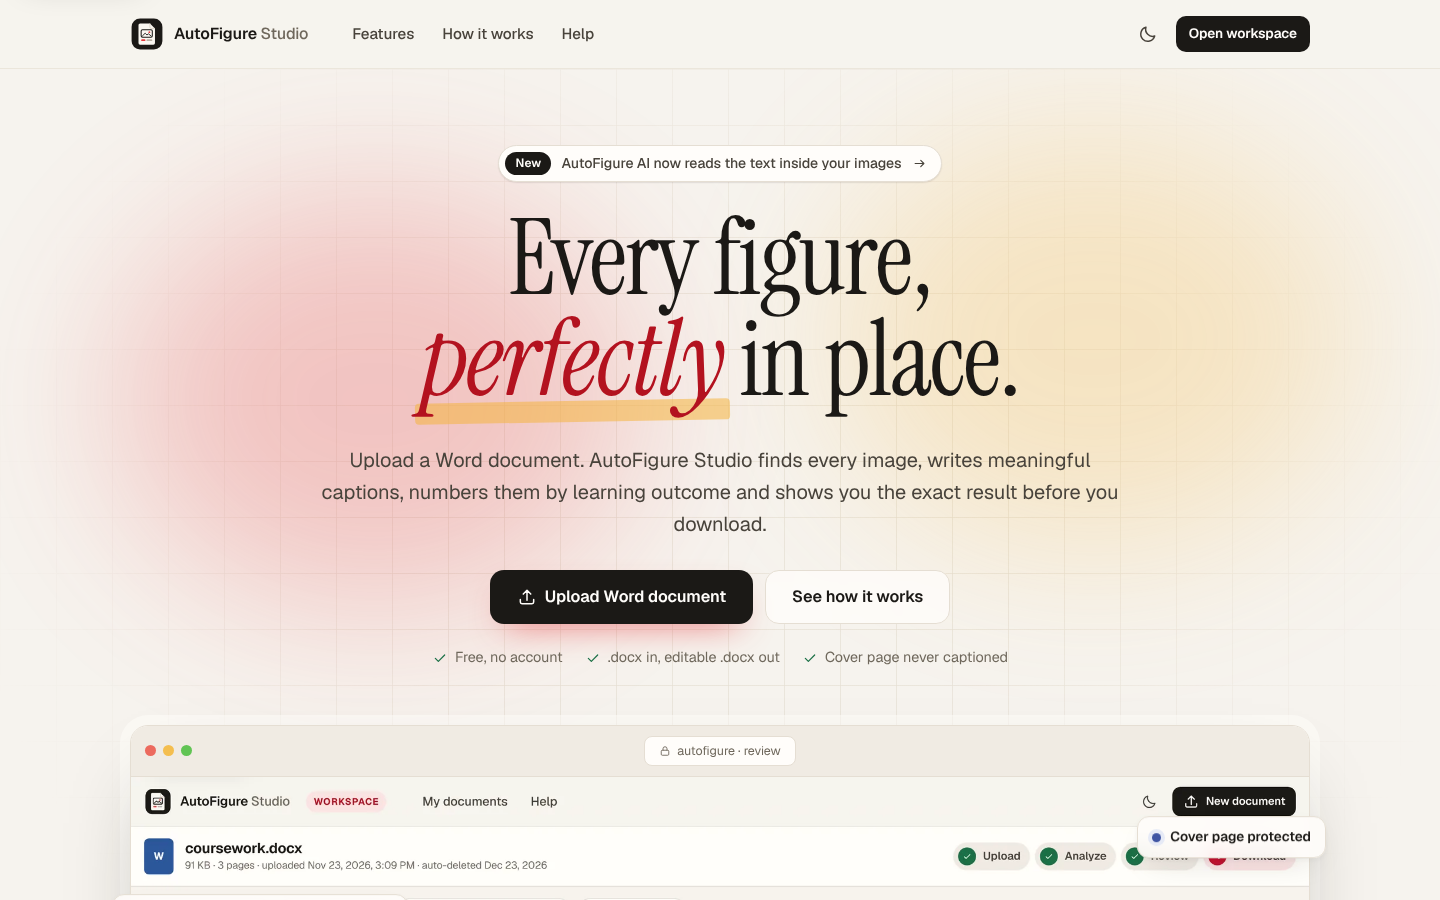 AutoFigure Studio
Features
How it works
Help
Open workspace
New
AutoFigure AI now reads the text inside your images →
Every figure,
perfectly in place.
Upload a Word document. AutoFigure Studio finds every image, writes meaningful
captions, numbers them by learning outcome and shows you the exact result before you
download.
Upload Word document
See how it works
Free, no account
.docx in, editable .docx out
Cover page never captioned
autofigure · review
AutoFigure Studio
WORKSPACE
My documents
Help
New document
Cover page protected
W
coursework.docx
91 KB · 3 pages · uploaded Nov 23, 2026, 3:09 PM · auto-deleted Dec 23, 2026
Upload
Analyze